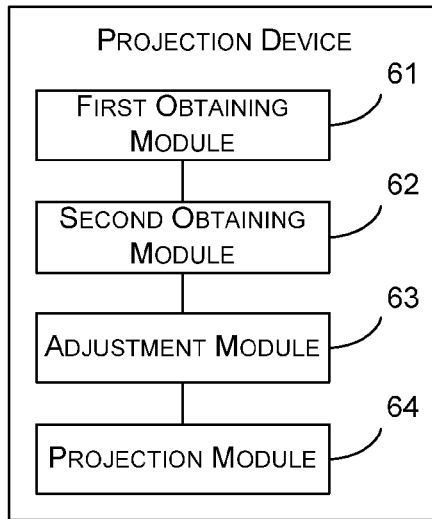 PROJECTION DEVICE
61
FIRST OBTAINING
MODULE
62
SECOND OBTAINING
MODULE
63
ADJUSTMENT MODULE
64
PROJECTION MODULE